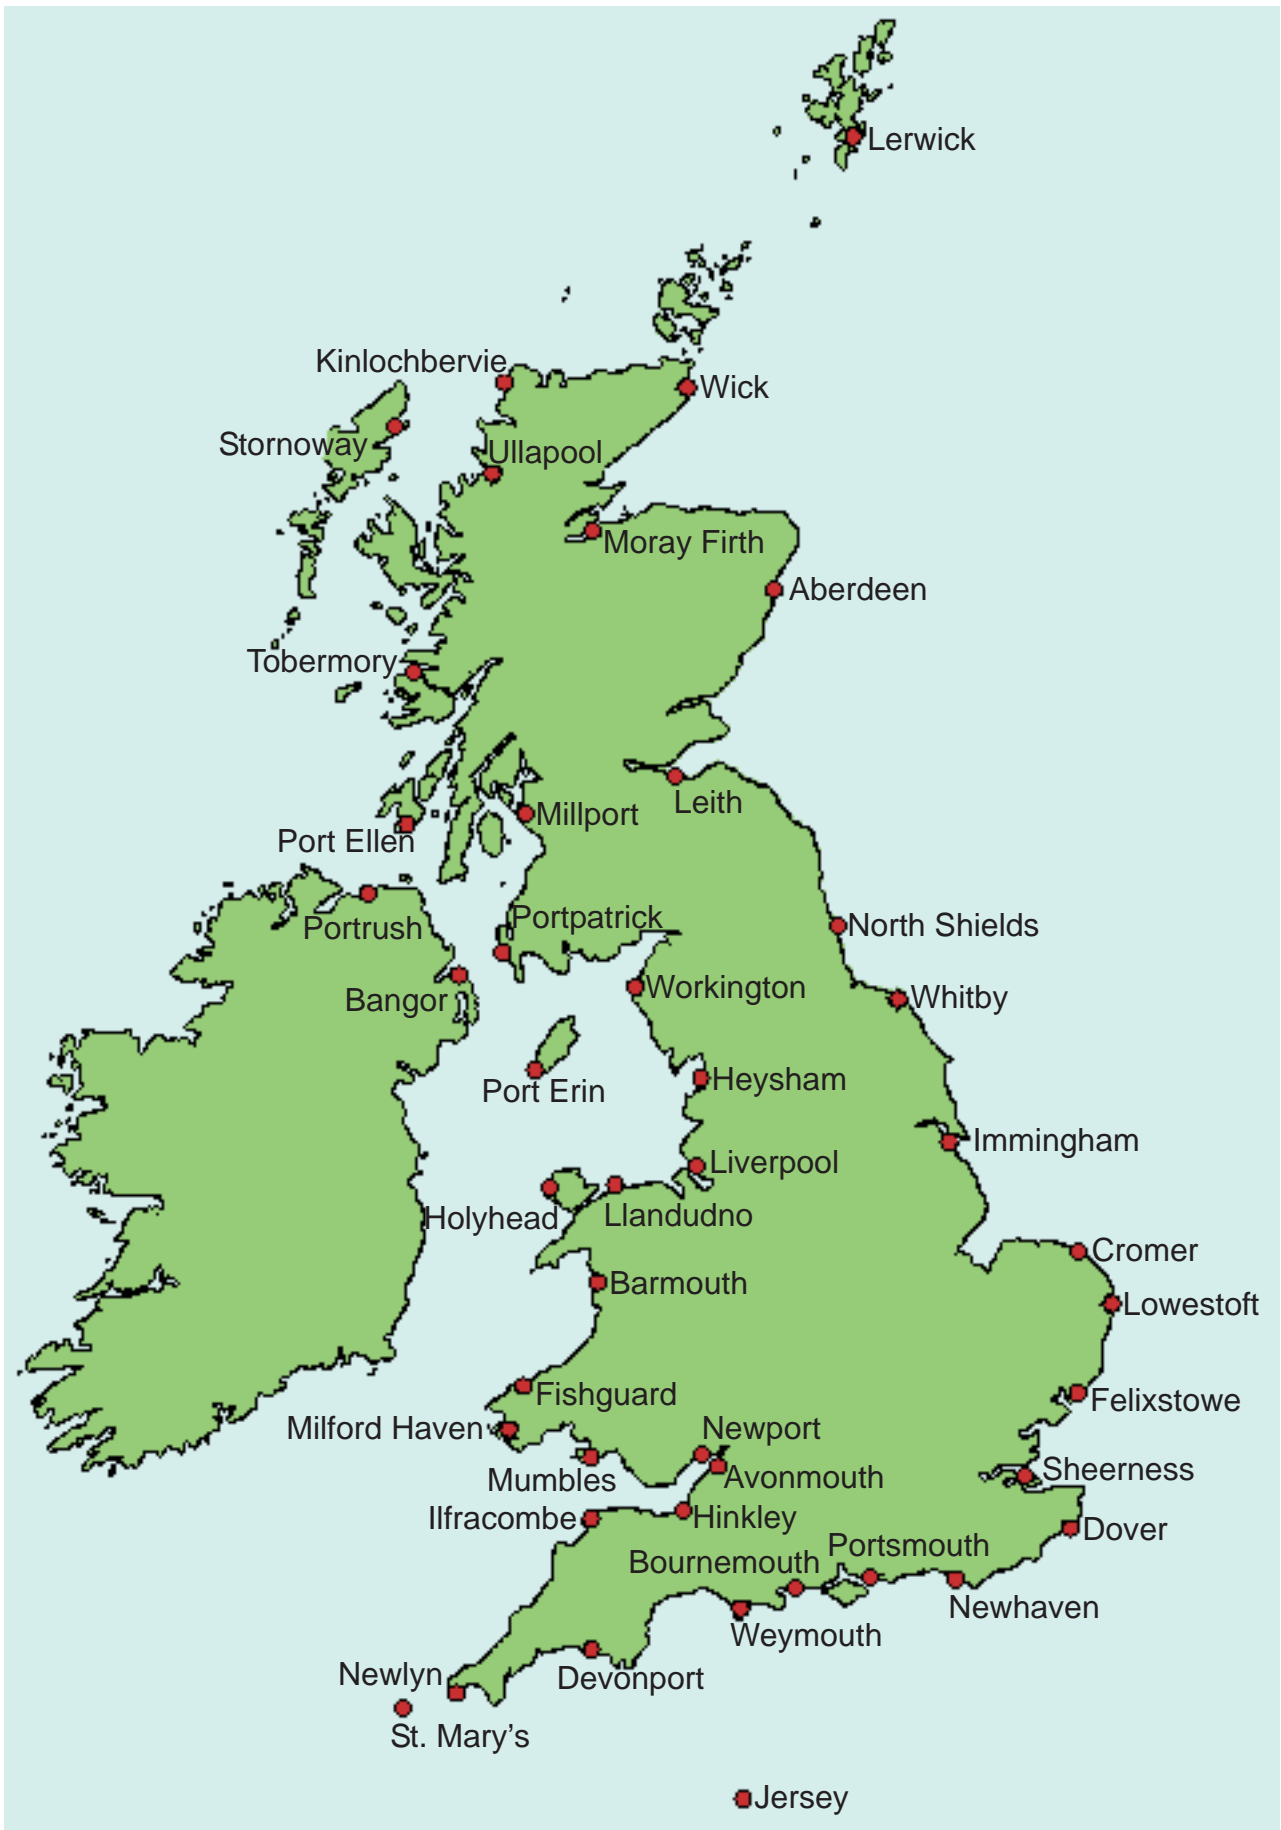 Lerwick
Kinlochbervie
Wick
Stornoway
Ullapool
Moray Firth
Aberdeen
Tobermory
Leith
Millport
Port Ellen
Portpatrick
Portrush
North Shields
Workington
Bangor
Whitby
Heysham
Port Erin
Immingham
Liverpool
Holyhead
Llandudno
Cromer
Barmouth
Lowestoft
Fishguard
Felixstowe
Milford Haven
Newport
Sheerness
Mumbles
Avonmouth
Ilfracombe
Hinkley
Dover
Portsmouth
Bournemouth
Newhaven
Weymouth
Newlyn
Devonport
St. Mary's
Jersey